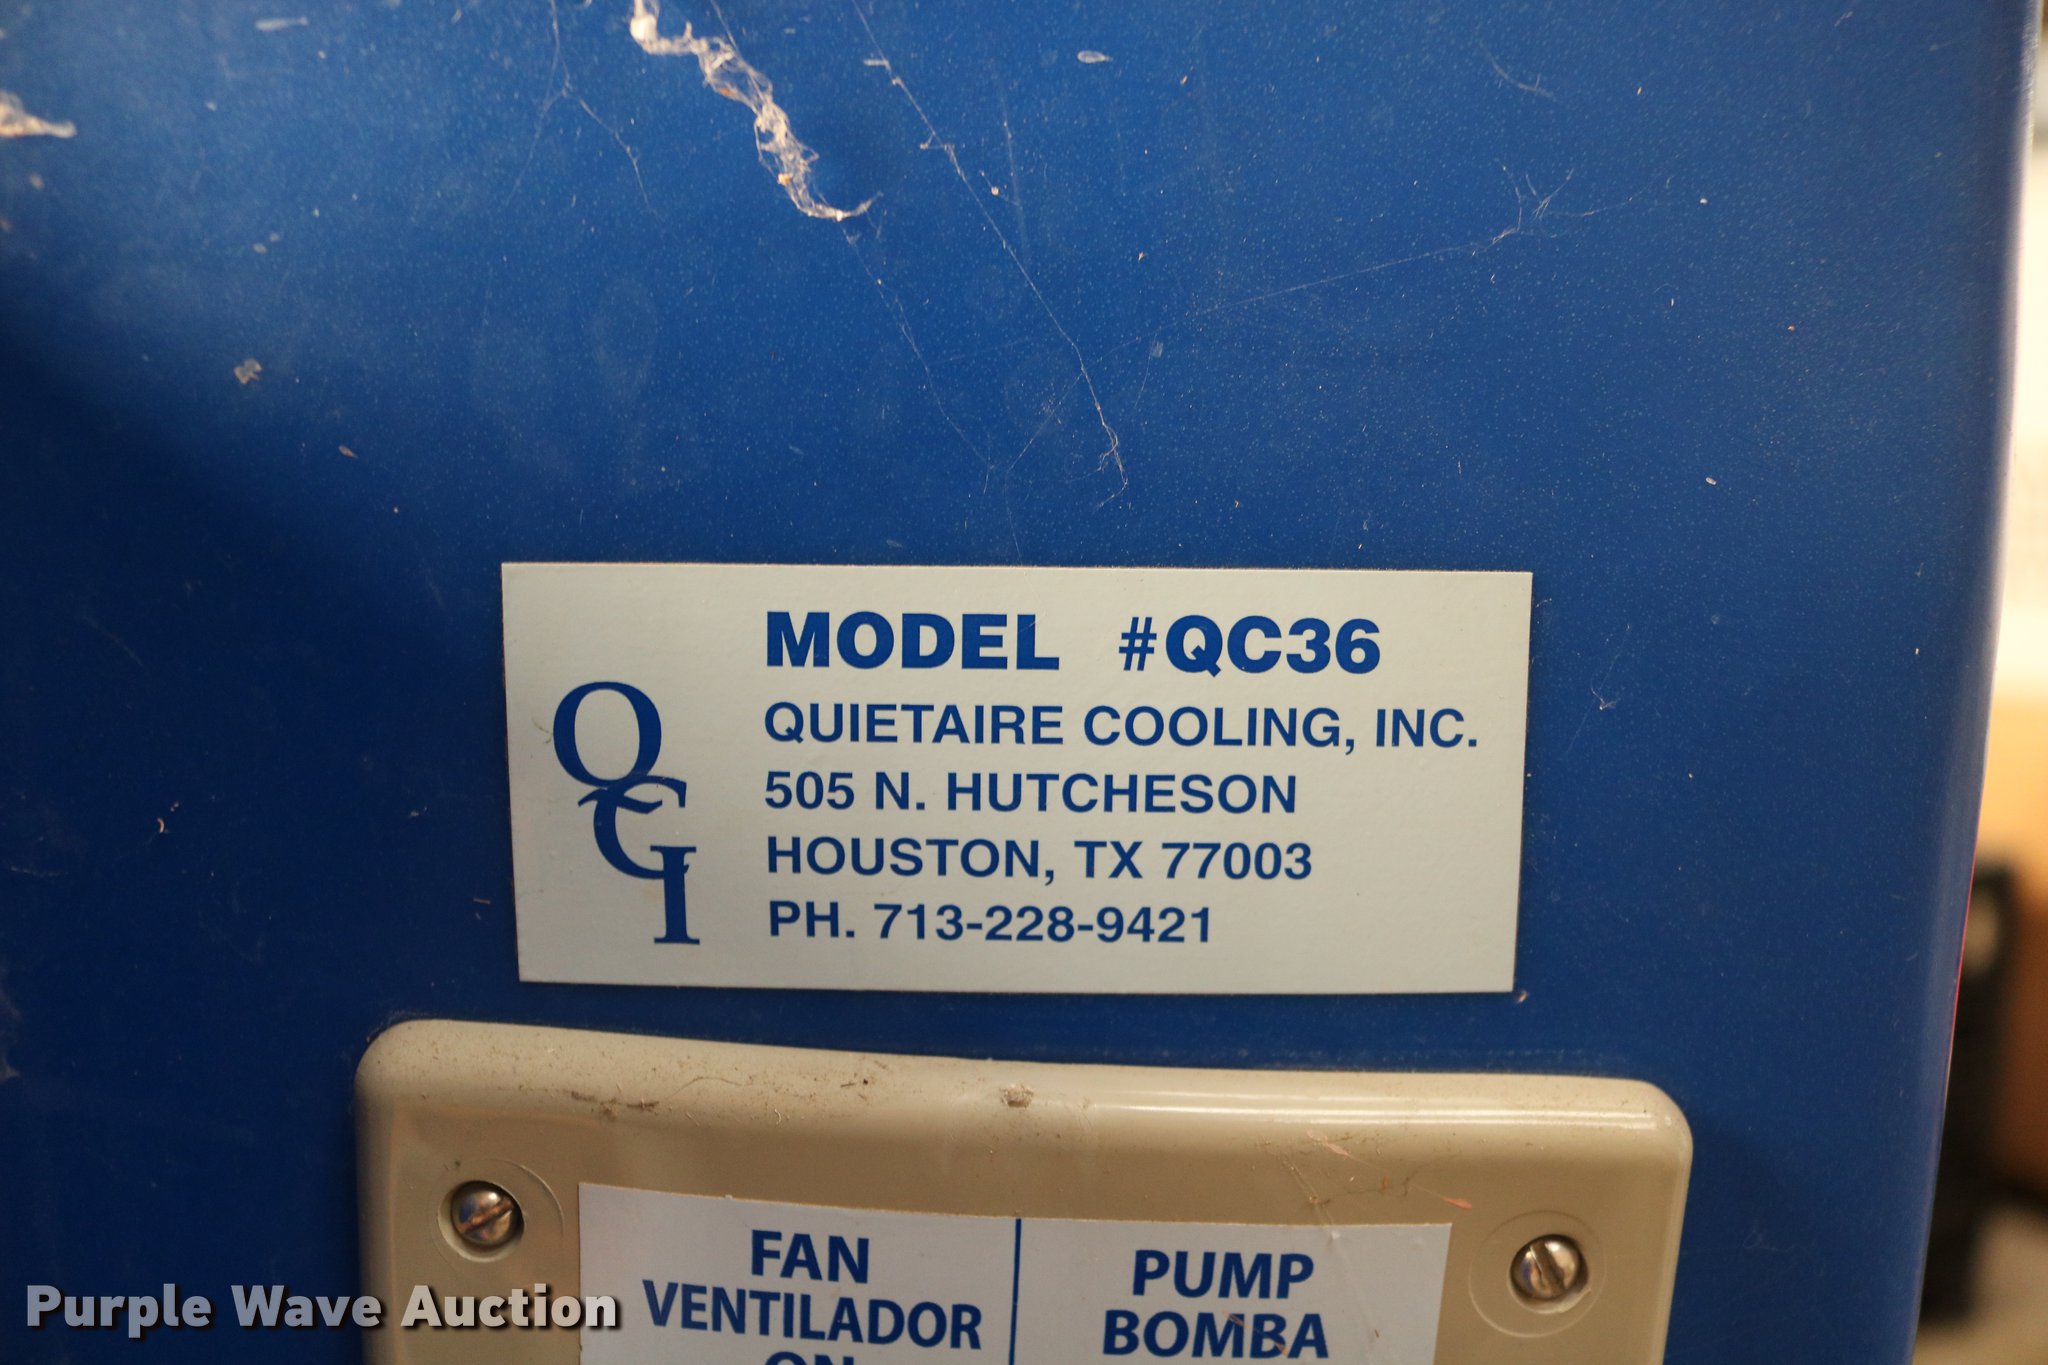 MODEL #QC36
QUIETAIRE COOLING, INC.
505 N. HUTCHESON
HOUSTON, TX 77003
PH. 713-228-9421
QCI
FAN
VENTILADOR
ON
PUMP
BOMBA
Purple Wave Auction